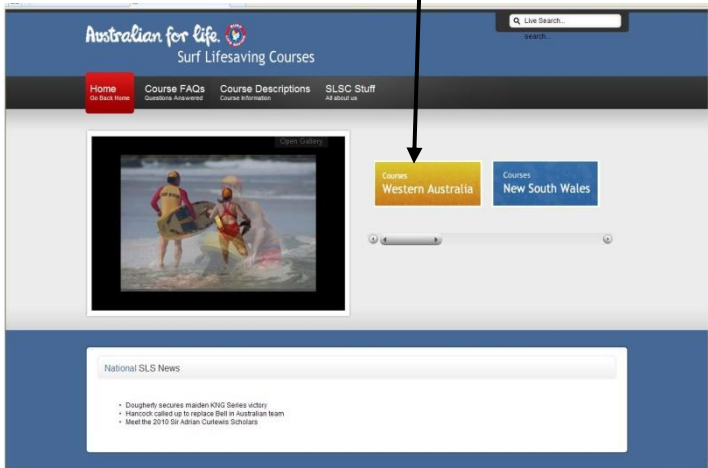 Live Search...
search...
Australian for life.
Surf Lifesaving Courses
Home
Go Back Home
Course FAQs
Questions Answered
Course Descriptions
Course Information
SLSC Stuff
All about us
Open Gallery
Courses
Western Australia
Courses
New South Wales
National SLS News
Dougherty secures maiden KNG Series victory
Hancock called up to replace Bell in Australian team
Meet the 2010 Sir Adrian Curlewis Scholars